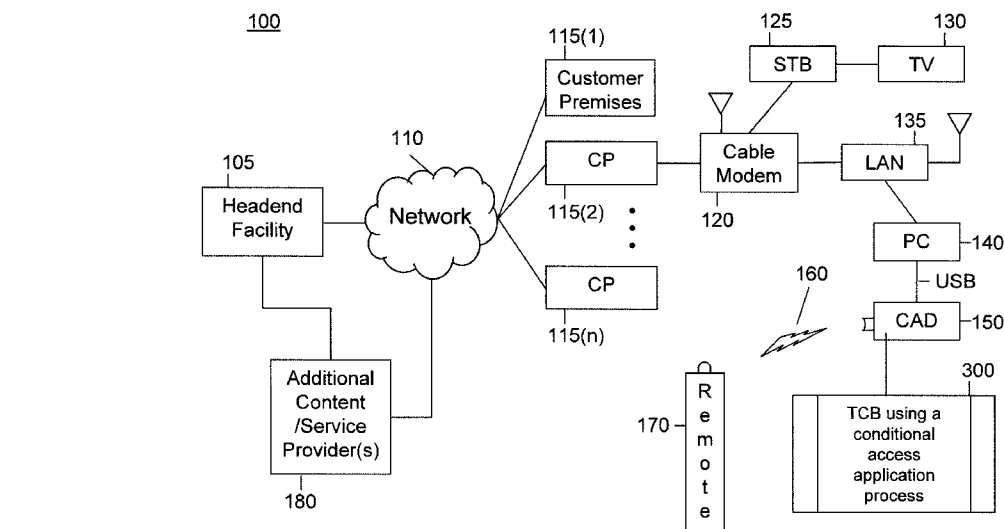 100
115(1)
Customer
Premises
125
STB
130
TV
110
Network
105
Headend
Facility
CP
115(2)
Cable
Modem
120
135
LAN
PC
140
USB
CP
115(n)
160
CAD
150
Additional
Content
/Service
Provider(s)
180
170
R
e
m
o
t
e
300
TCB using a
conditional
access
application
process